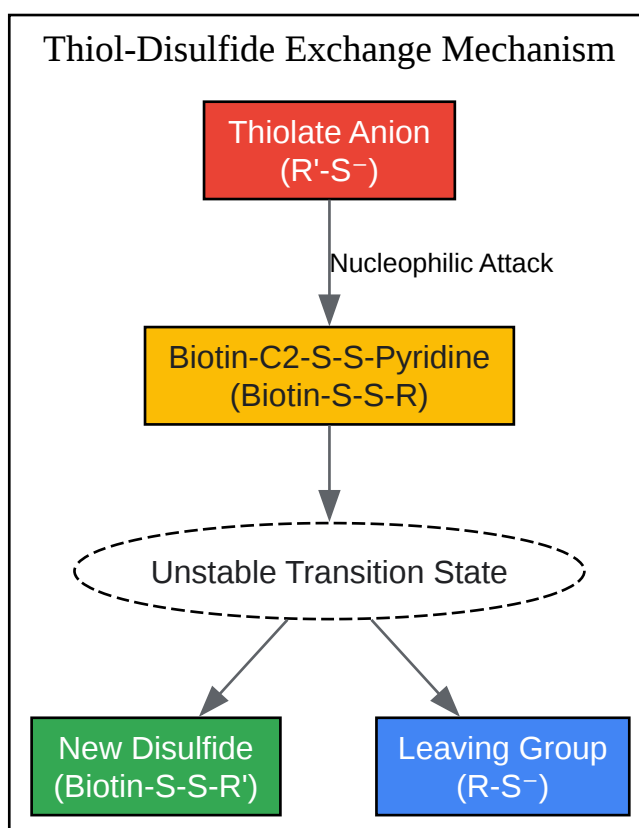 Thiol-Disulfide Exchange Mechanism
Thiolate Anion
(R'-S⁻)
Nucleophilic Attack
Biotin-C2-S-S-Pyridine
(Biotin-S-S-R)
Unstable Transition State
New Disulfide
(Biotin-S-S-R')
Leaving Group
(R-S⁻)